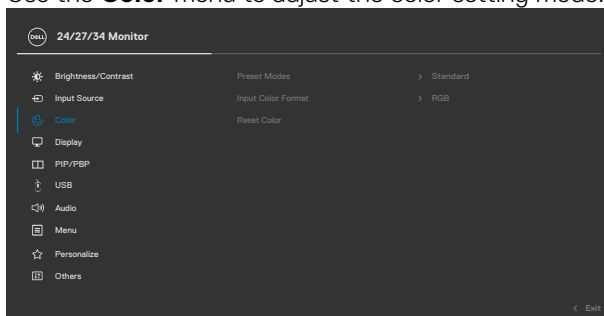 Use the Color menu to adjust the color setting mode.
DELL 24/27/34 Monitor
Brightness/Contrast Preset Modes > Standard
Input Source Input Color Format > RGB
Color Reset Color
Display
PIP/PBP
USB
Audio
Menu
Personalize
Others
< Exit